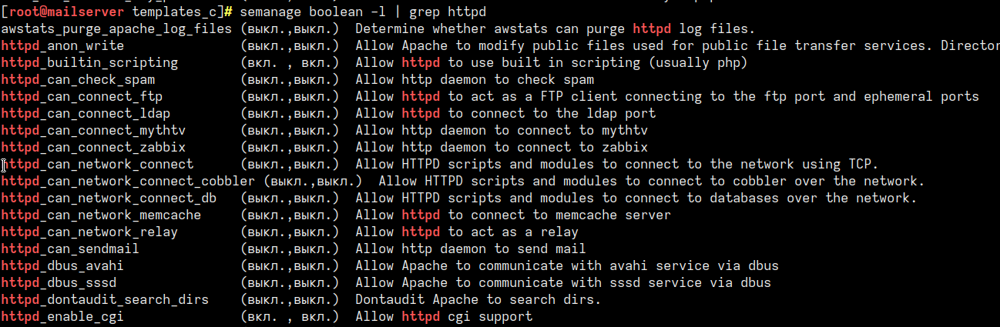 [root@mailserver templates_c]# semanage boolean -l | grep httpd
awstats_purge_apache_log_files (выкл.,выкл.)  Determine whether awstats can purge httpd log files.
httpd_anon_write               (выкл.,выкл.)  Allow Apache to modify public files used for public file transfer services. Director
httpd_builtin_scripting        (вкл. , вкл.)  Allow httpd to use built in scripting (usually php)
httpd_can_check_spam           (выкл.,выкл.)  Allow http daemon to check spam
httpd_can_connect_ftp          (выкл.,выкл.)  Allow httpd to act as a FTP client connecting to the ftp port and ephemeral ports
httpd_can_connect_ldap         (выкл.,выкл.)  Allow httpd to connect to the ldap port
httpd_can_connect_mythtv       (выкл.,выкл.)  Allow http daemon to connect to mythtv
httpd_can_connect_zabbix       (выкл.,выкл.)  Allow http daemon to connect to zabbix
httpd_can_network_connect      (выкл.,выкл.)  Allow HTTPD scripts and modules to connect to the network using TCP.
httpd_can_network_connect_cobbler (выкл.,выкл.)  Allow HTTPD scripts and modules to connect to cobbler over the network.
httpd_can_network_connect_db   (выкл.,выкл.)  Allow HTTPD scripts and modules to connect to databases over the network.
httpd_can_network_memcache     (выкл.,выкл.)  Allow httpd to connect to memcache server
httpd_can_network_relay        (выкл.,выкл.)  Allow httpd to act as a relay
httpd_can_sendmail             (выкл.,выкл.)  Allow http daemon to send mail
httpd_dbus_avahi               (выкл.,выкл.)  Allow Apache to communicate with avahi service via dbus
httpd_dbus_sssd                (выкл.,выкл.)  Allow Apache to communicate with sssd service via dbus
httpd_dontaudit_search_dirs    (выкл.,выкл.)  Dontaudit Apache to search dirs.
httpd_enable_cgi               (вкл. , вкл.)  Allow httpd cgi support